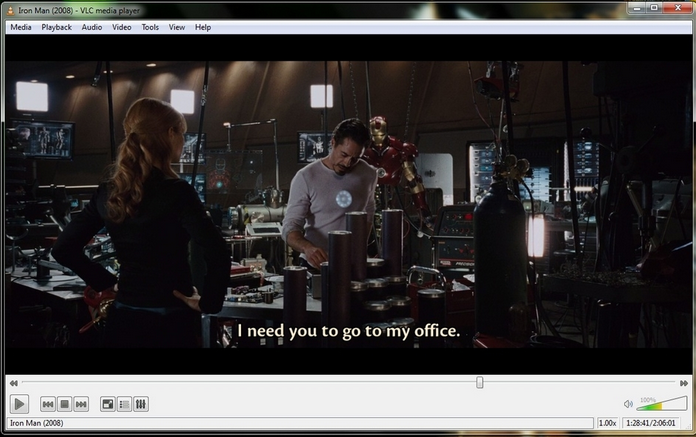 Iron Man (2008) - VLC media player
Media Playback Audio Video Tools View Help
I need you to go to my office.
100%
Iron Man (2008) 1.00x 1:28:41/2:06:01